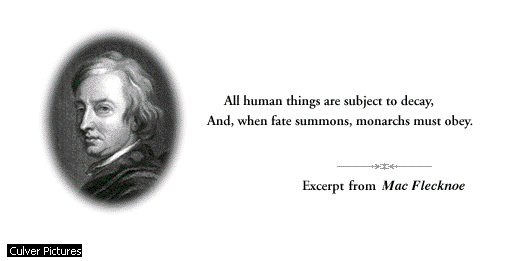 All human things are subject to decay,
And, when fate summons, monarchs must obey.
Excerpt from Mac Flecknoe
Culver Pictures